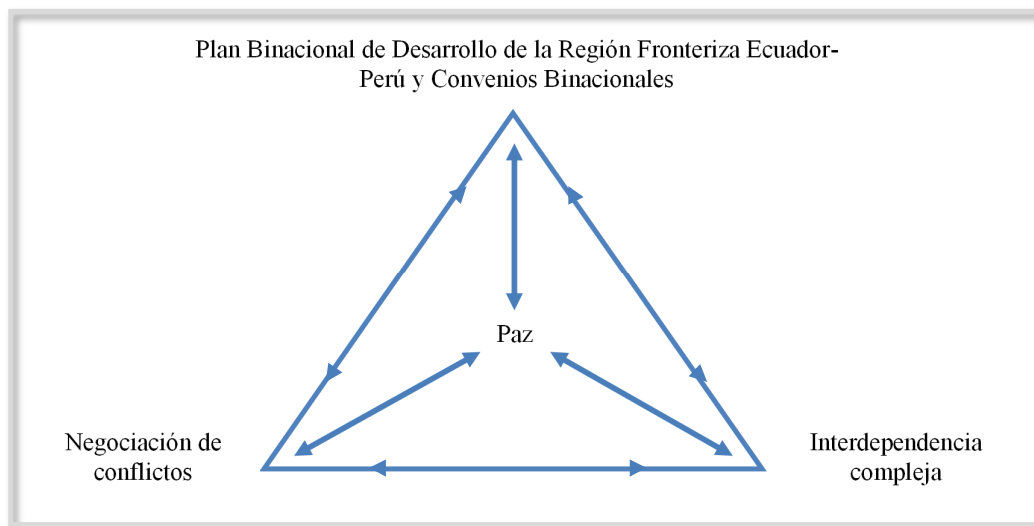 Plan Binacional de Desarrollo de la Región Fronteriza Ecuador-
Perú y Convenios Binacionales
Paz
Negociación de
conflictos
Interdependencia
compleja